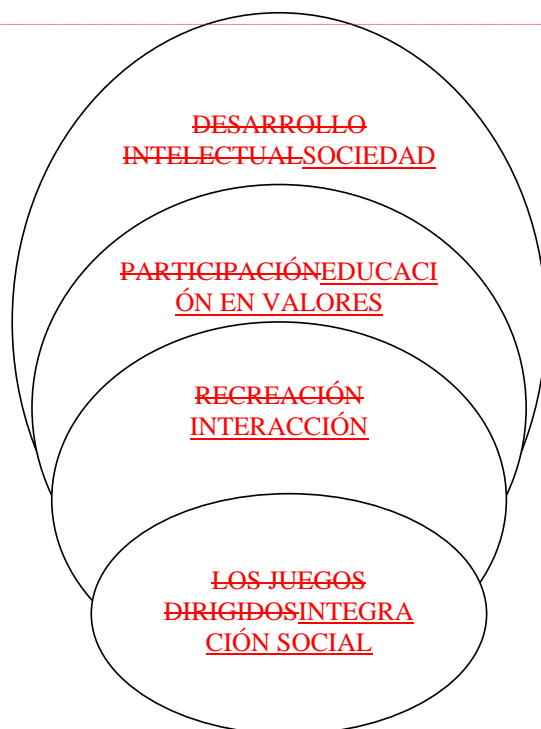 DESARROLLO
INTELECTUALSOCIEDAD
PARTICIPACIÓNEDUCACI
ÓN EN VALORES
RECREACIÓN
INTERACCIÓN
LOS JUEGOS
DIRIGIDOSINTEGRA
CIÓN SOCIAL